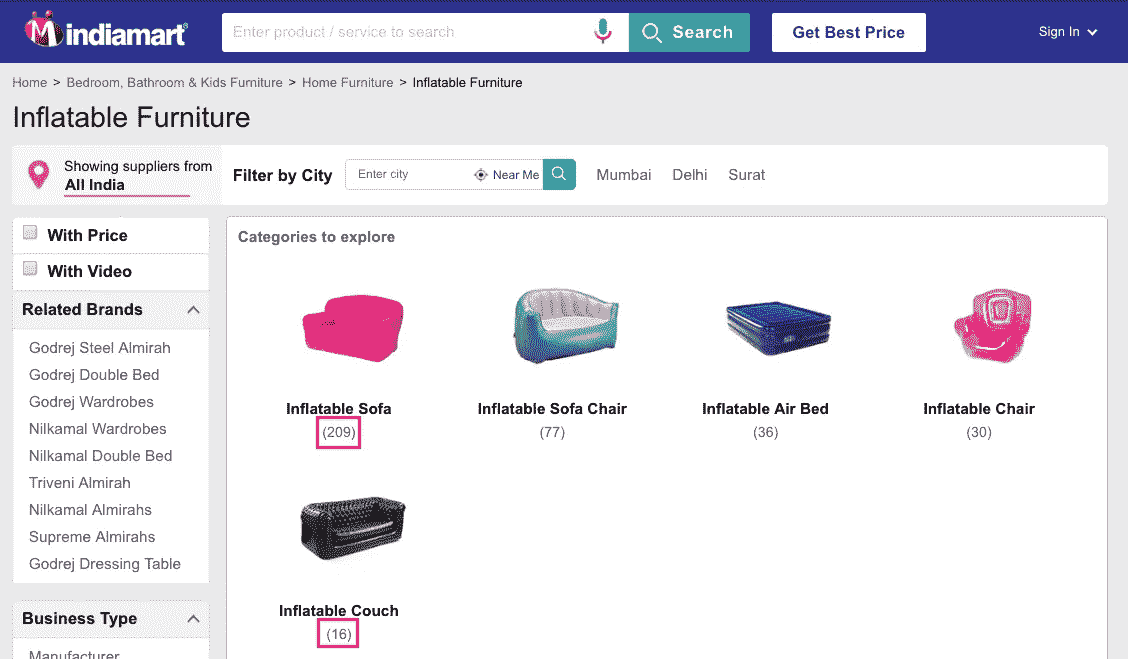 indiamart
Enter product / service to search
Search
Get Best Price
Sign In
Home > Bedroom, Bathroom & Kids Furniture > Home Furniture > Inflatable Furniture
Inflatable Furniture
Showing suppliers from
All India
Filter by City
Enter city
Near Me
Mumbai Delhi Surat
With Price
With Video
Related Brands
Godrej Steel Almirah
Godrej Double Bed
Godrej Wardrobes
Nilkamal Wardrobes
Nilkamal Double Bed
Triveni Almirah
Nilkamal Almirahs
Supreme Almirahs
Godrej Dressing Table
Business Type
Manufacturer
Categories to explore
Inflatable Sofa
(209)
Inflatable Sofa Chair
(77)
Inflatable Air Bed
(36)
Inflatable Chair
(30)
Inflatable Couch
(16)